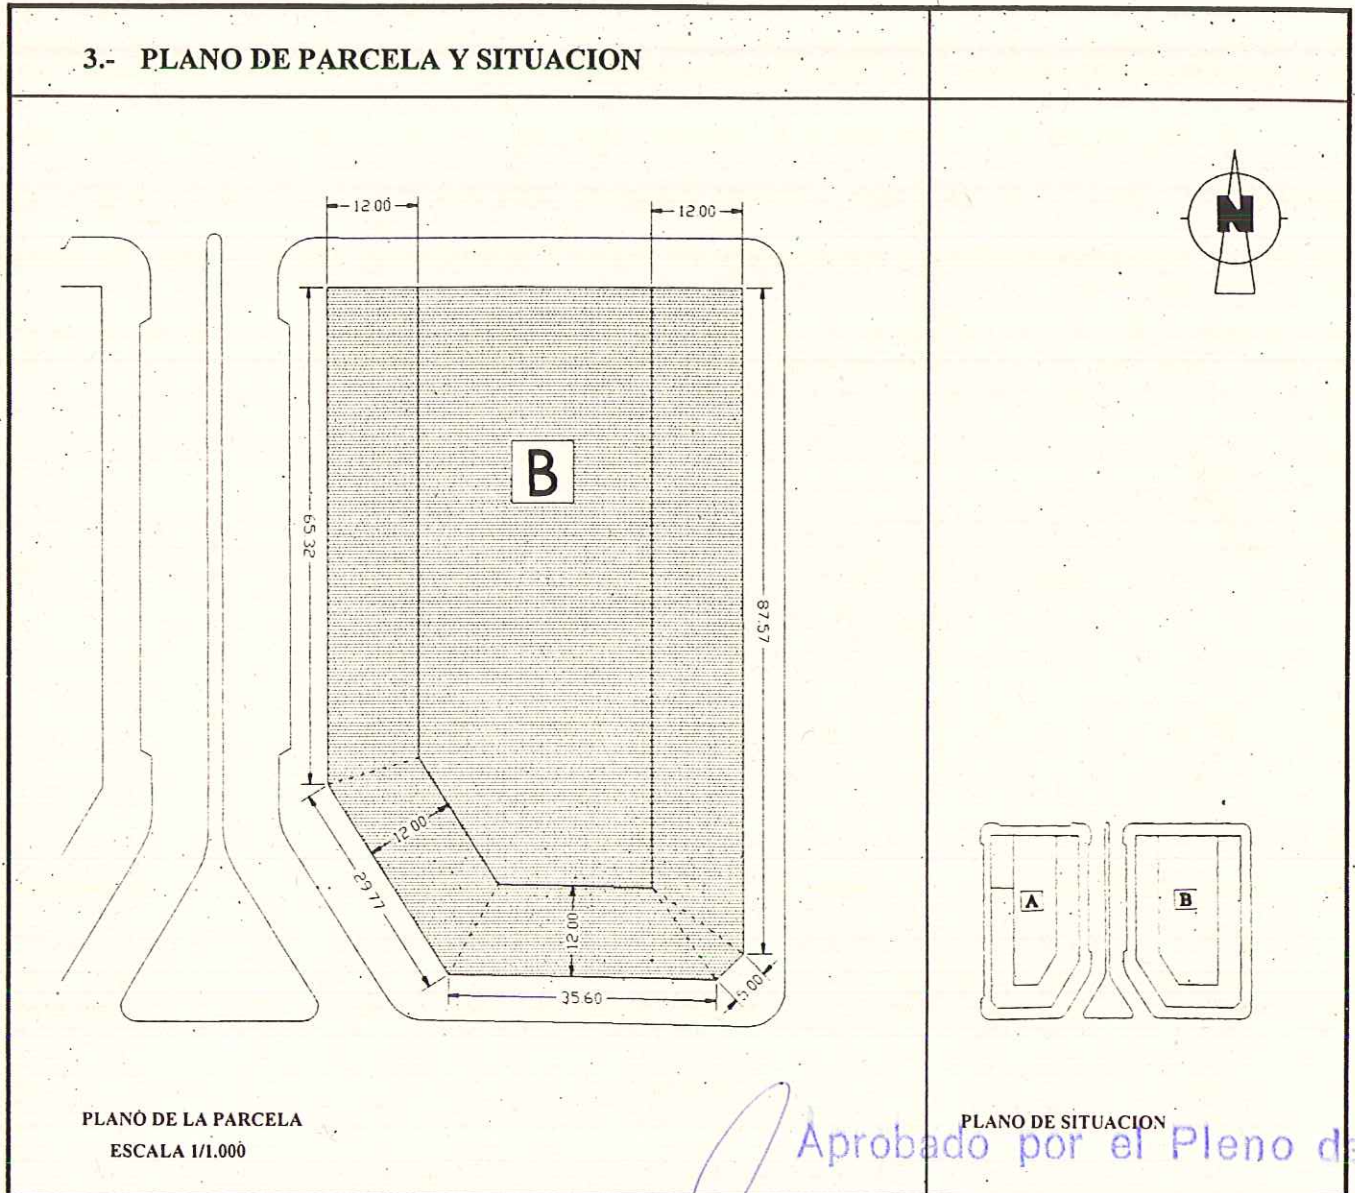 3.- PLANO DE PARCELA Y SITUACION
12.00
12.00
N
B
65.32
87.57
12.00
29.77
12.00
35.60
5.00
A
B
PLANO DE LA PARCELA
ESCALA 1/1.000
PLANO DE SITUACION
Aprobado por el Pleno